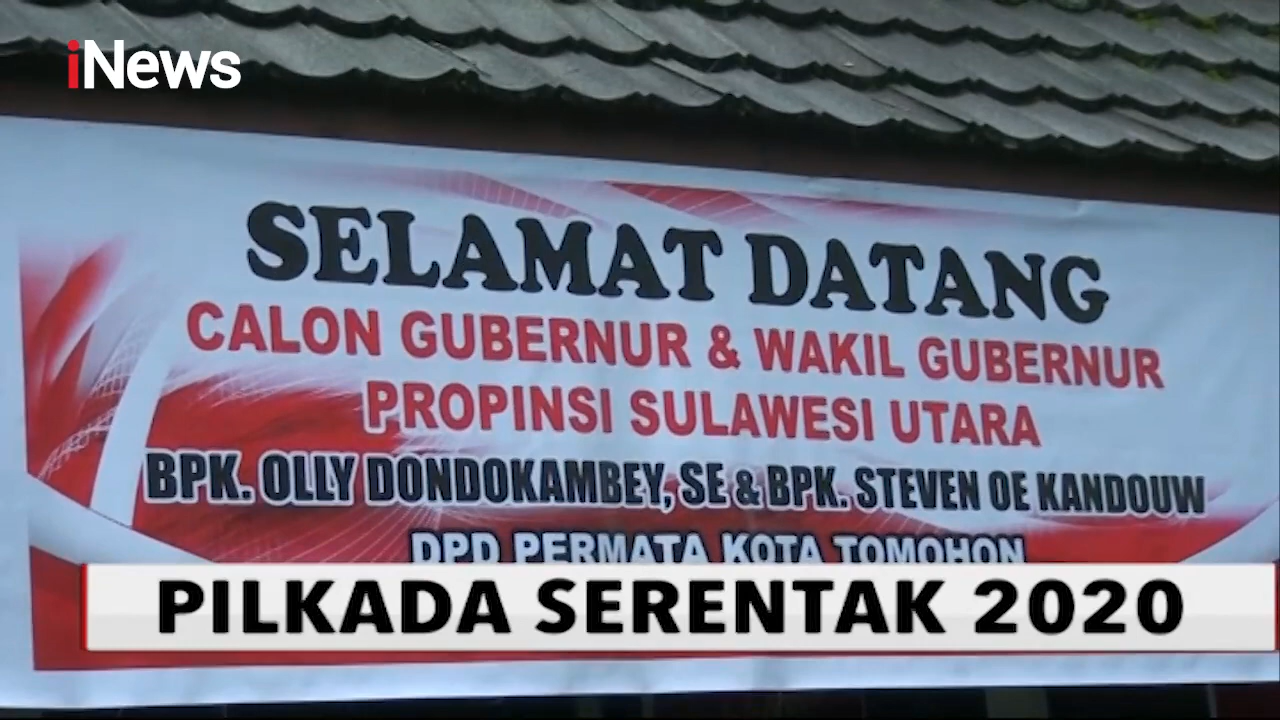 iNews
SELAMAT DATANG
CALON GUBERNUR & WAKIL GUBERNUR
PROPINSI SULAWESI UTARA
BPK. OLLY DONDOKAMBEY, SE & BPK. STEVEN OE KANDOUW
DPD PERMATA KOTA TOMOHON
PILKADA SERENTAK 2020